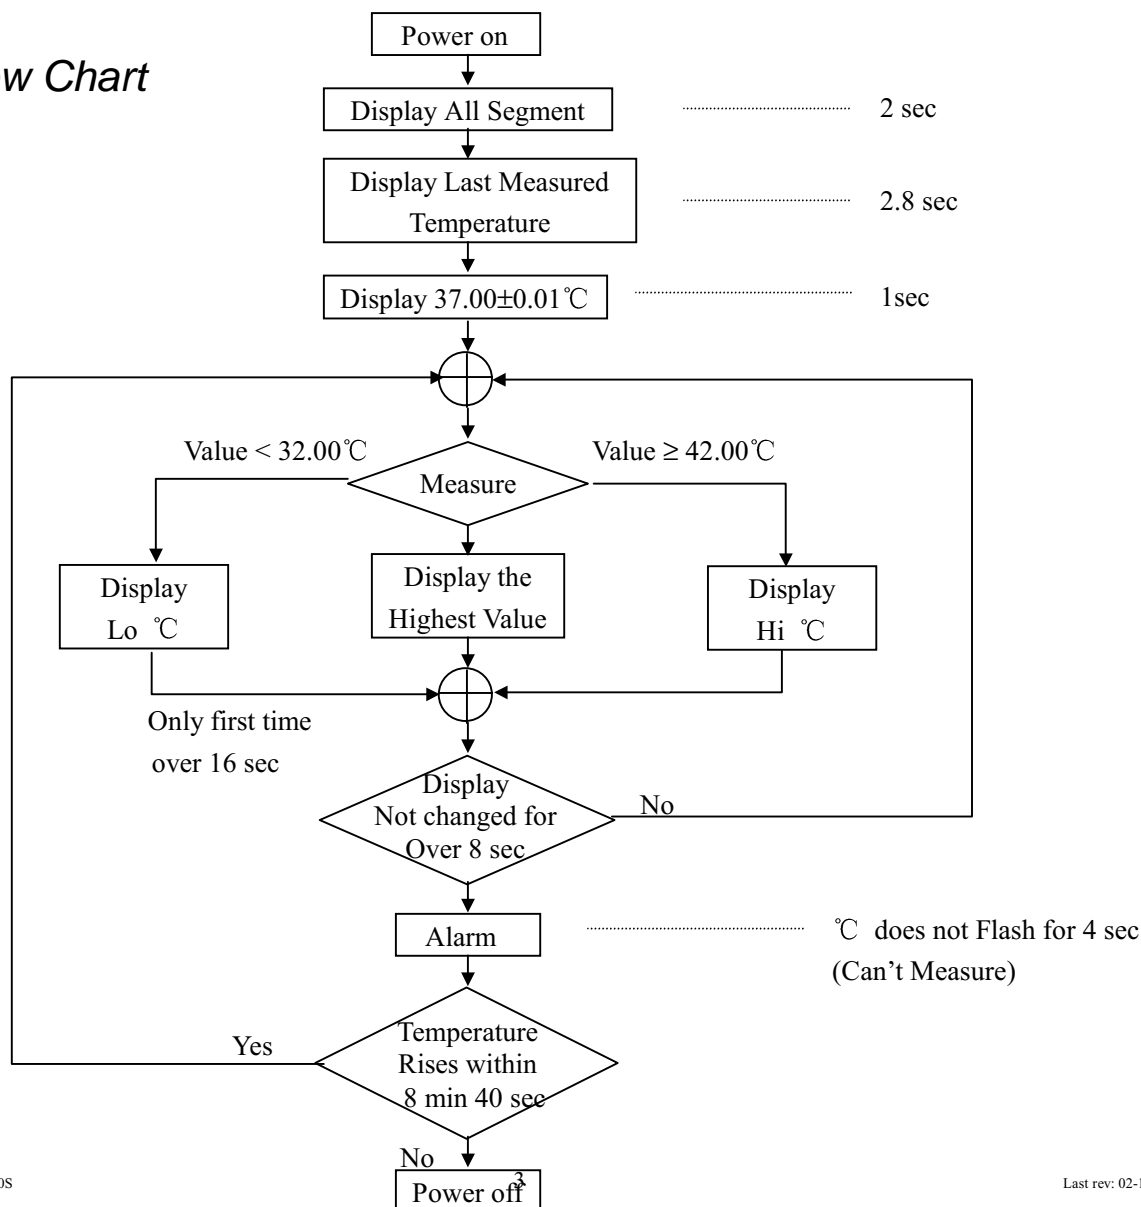 Power on
w Chart
Display All Segment
2 sec
Display Last Measured
Temperature
2.8 sec
Display 37.00±0.01℃
1sec
Value < 32.00℃
Value ≥ 42.00℃
Measure
Display
Lo ℃
Display the
Highest Value
Display
Hi ℃
Only first time
over 16 sec
Display
Not changed for
Over 8 sec
No
Alarm
℃ does not Flash for 4 sec
(Can't Measure)
Yes
Temperature
Rises within
8 min 40 sec
No
Power off
0S
3
Last rev: 02-1